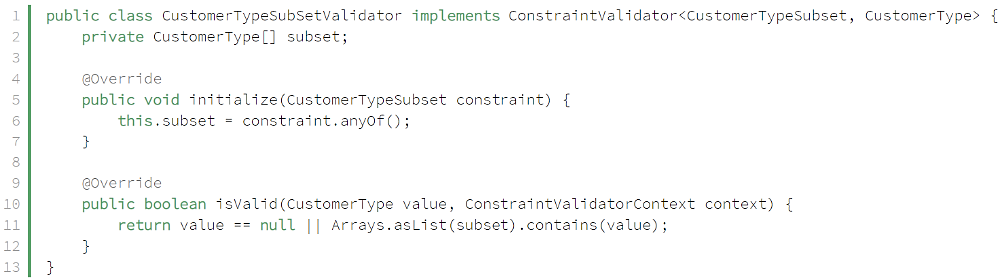 1 public class CustomerTypeSubSetValidator implements ConstraintValidator<CustomerTypeSubset, CustomerType> {
2     private CustomerType[] subset;
3
4     @Override
5     public void initialize(CustomerTypeSubset constraint) {
6         this.subset = constraint.anyOf();
7     }
8
9     @Override
10     public boolean isValid(CustomerType value, ConstraintValidatorContext context) {
11         return value == null || Arrays.asList(subset).contains(value);
12     }
13 }